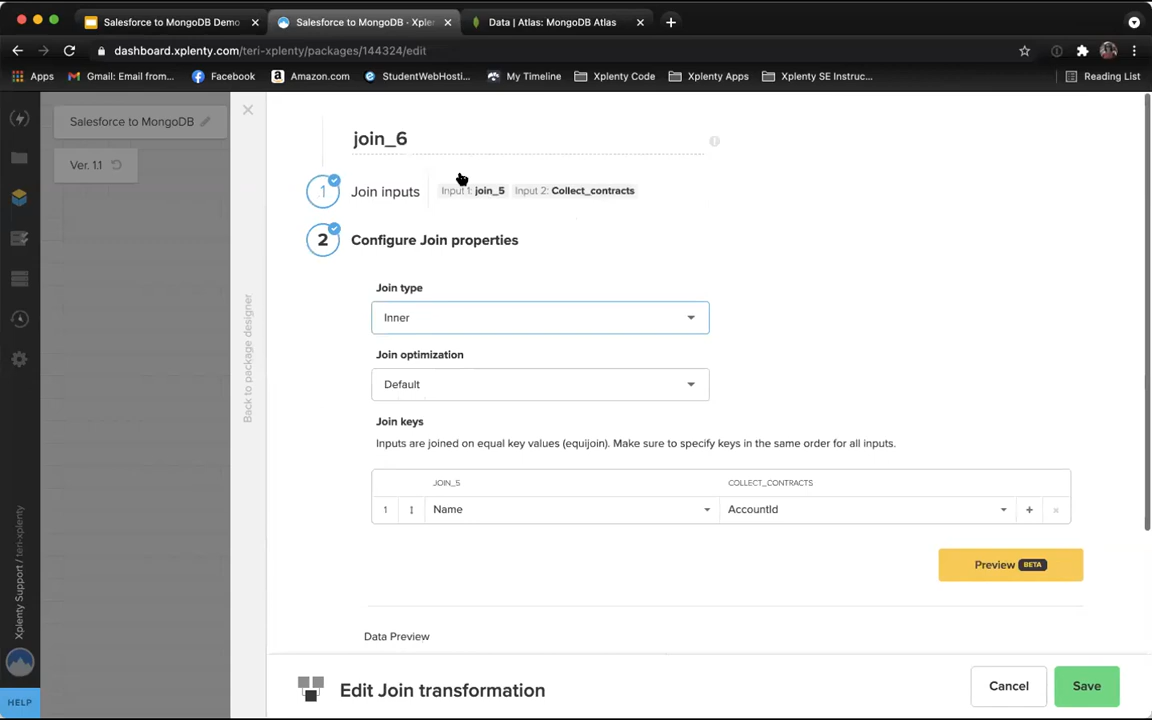 Salesforce to MongoDB Demo
Salesforce to MongoDB · Xplen
Data | Atlas: MongoDB Atlas
dashboard.xplenty.com/teri-xplenty/packages/144324/edit
Apps
Gmail: Email from...
Facebook
Amazon.com
StudentWebHosti...
My Timeline
Xplenty Code
Xplenty Apps
Xplenty SE Instruc...
Reading List
Salesforce to MongoDB
Ver. 1.1
join_6
1
Join inputs
Input 1: join_5
Input 2: Collect_contracts
2
Configure Join properties
Join type
Inner
Join optimization
Default
Join keys
Inputs are joined on equal key values (equijoin). Make sure to specify keys in the same order for all inputs.
JOIN_5
COLLECT_CONTRACTS
1
Name
AccountId
Preview BETA
Data Preview
Back to package designer
Xplenty Support / teri-xplenty
HELP
Edit Join transformation
Cancel
Save